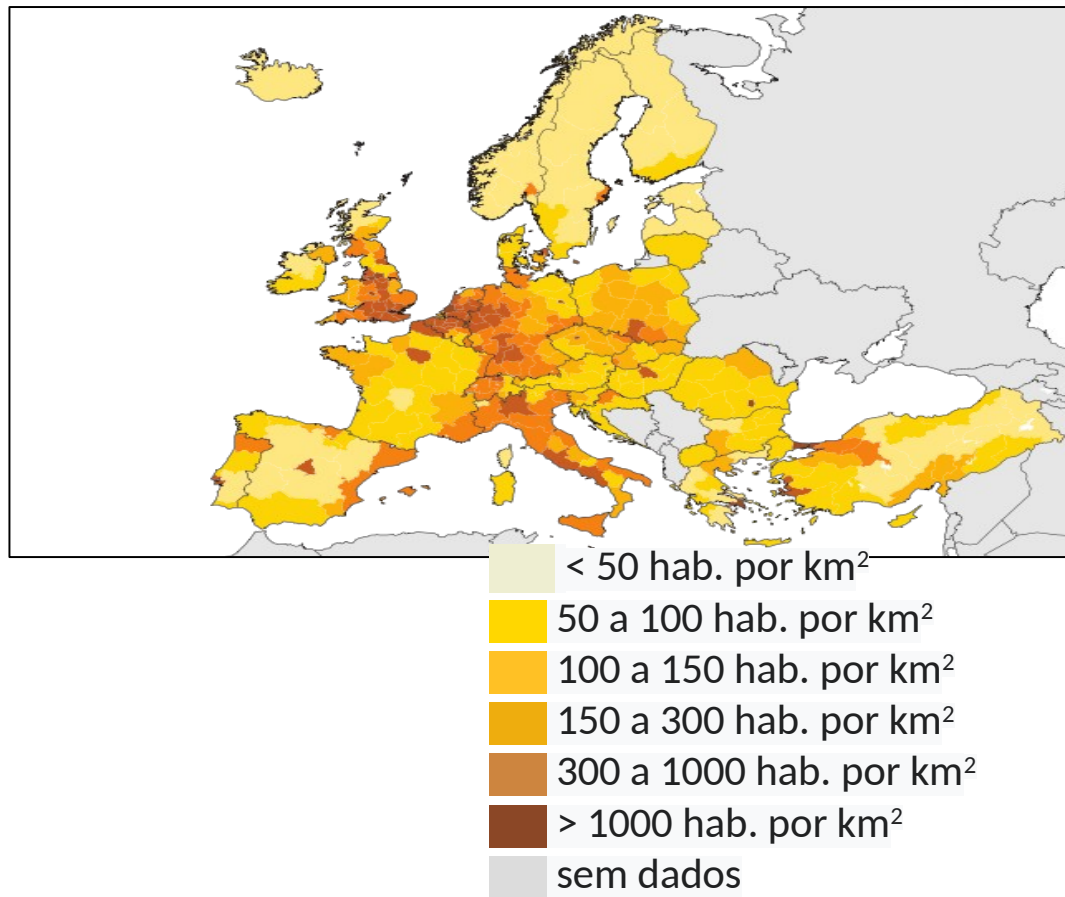 < 50 hab. por km²
50 a 100 hab. por km²
100 a 150 hab. por km²
150 a 300 hab. por km²
300 a 1000 hab. por km²
> 1000 hab. por km²
sem dados